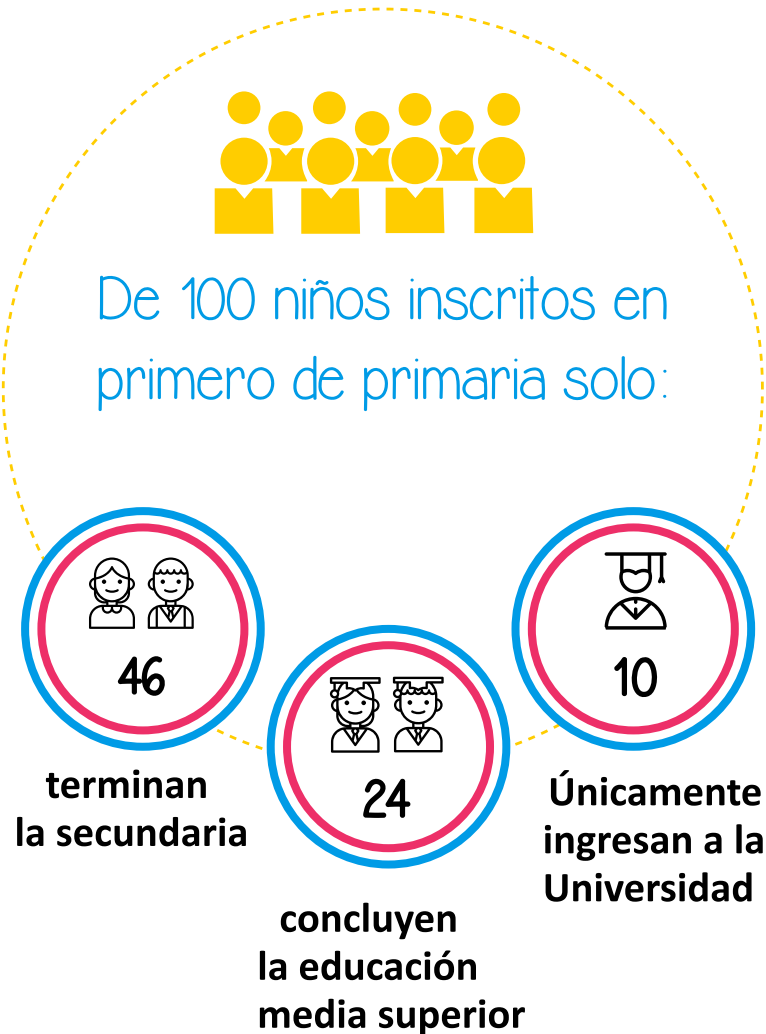 De 100 niños inscritos en
primero de primaria solo:
46
terminan
la secundaria
24
concluyen
la educación
media superior
10
Únicamente
ingresan a la
Universidad